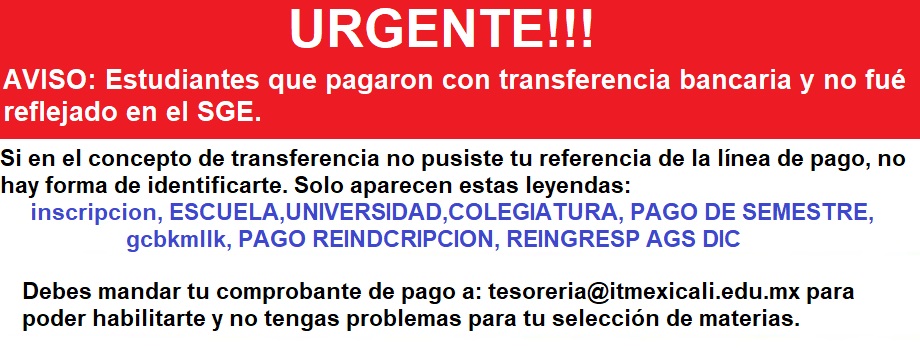 URGENTE!!!
AVISO: Estudiantes que pagaron con transferencia bancaria y no fué
reflejado en el SGE.
Si en el concepto de transferencia no pusiste tu referencia de la línea de pago, no
hay forma de identificarte. Solo aparecen estas leyendas:
inscripcion, ESCUELA,UNIVERSIDAD,COLEGIATURA, PAGO DE SEMESTRE,
gcbkmllk, PAGO REINDCRIPCION, REINGRESP AGS DIC
Debes mandar tu comprobante de pago a: tesoreria@itmexicali.edu.mx para
poder habilitarte y no tengas problemas para tu selección de materias.